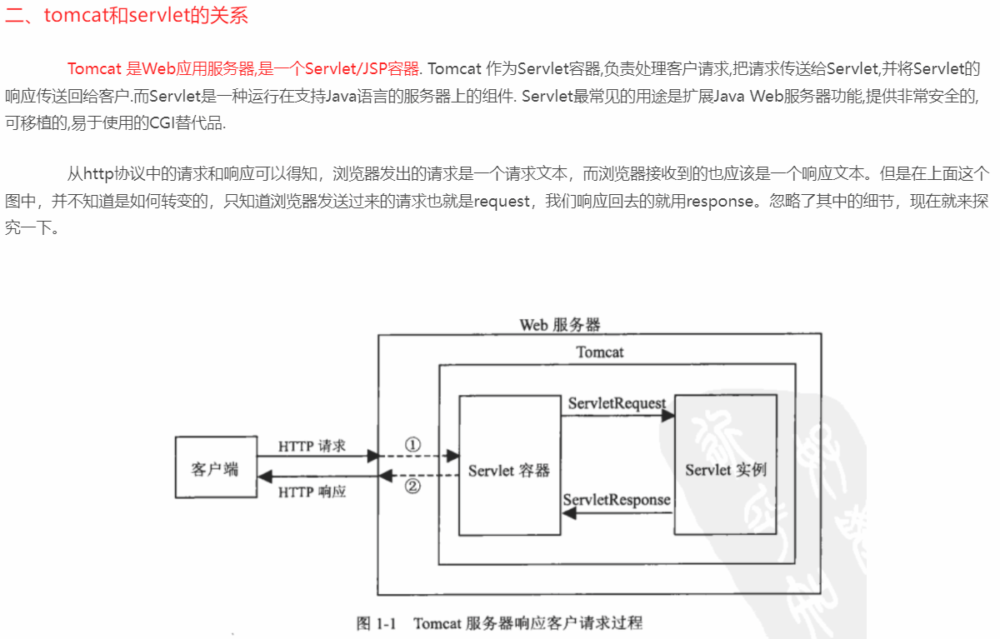 二、tomcat和servlet的关系
Tomcat 是Web应用服务器,是一个Servlet/JSP容器. Tomcat 作为Servlet容器,负责处理客户请求,把请求传送给Servlet,并将Servlet的
响应传送回给客户.而Servlet是一种运行在支持Java语言的服务器上的组件. Servlet最常见的用途是扩展Java Web服务器功能,提供非常安全的,
可移植的,易于使用的CGI替代品.
从http协议中的请求和响应可以得知，浏览器发出的请求是一个请求文本，而浏览器接收到的也应该是一个响应文本。但是在上面这个
图中，并不知道是如何转变的，只知道浏览器发送过来的请求也就是request，我们响应回去的就用response。忽略了其中的细节，现在就来探
究一下。
Web 服务器
Tomcat
ServletRequest
HTTP 请求
①
客户端
Servlet 容器
Servlet 实例
②
HTTP 响应
ServletResponse
图 1-1 Tomcat 服务器响应客户请求过程